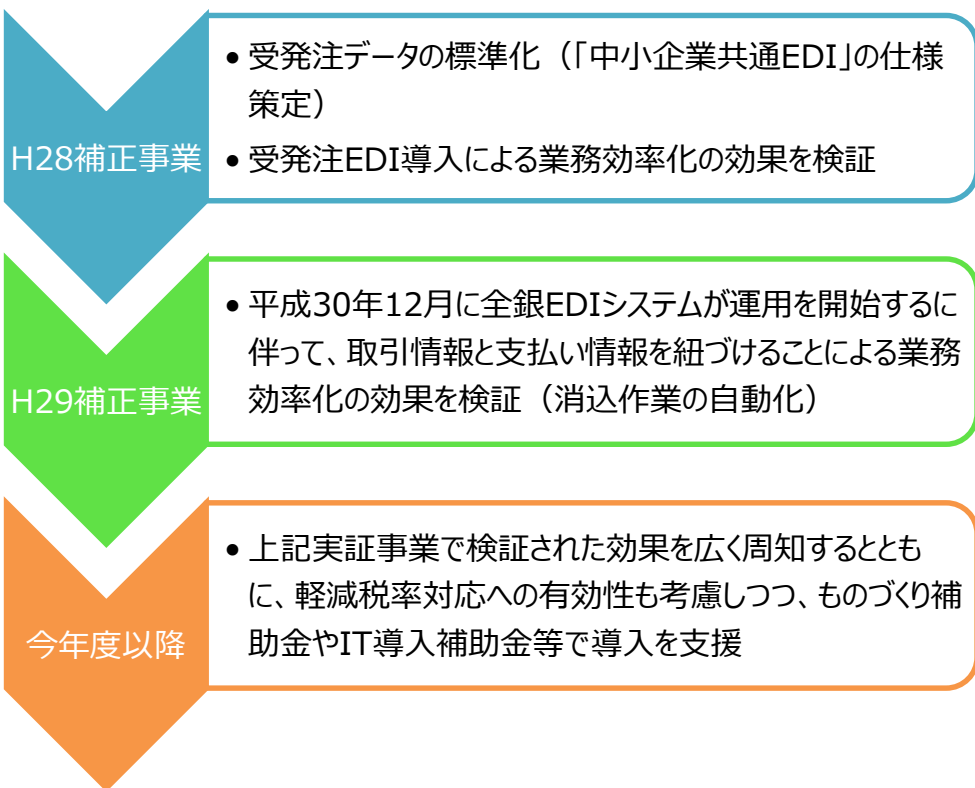 H28補正事業
• 受発注データの標準化（「中小企業共通EDI」の仕様
策定）
• 受発注EDI導入による業務効率化の効果を検証
H29補正事業
• 平成30年12月に全銀EDIシステムが運用を開始するに
伴って、取引情報と支払い情報を紐づけることによる業務
効率化の効果を検証（消込作業の自動化）
今年度以降
• 上記実証事業で検証された効果を広く周知するととも
に、軽減税率対応への有効性も考慮しつつ、ものづくり補
助金やIT導入補助金等で導入を支援